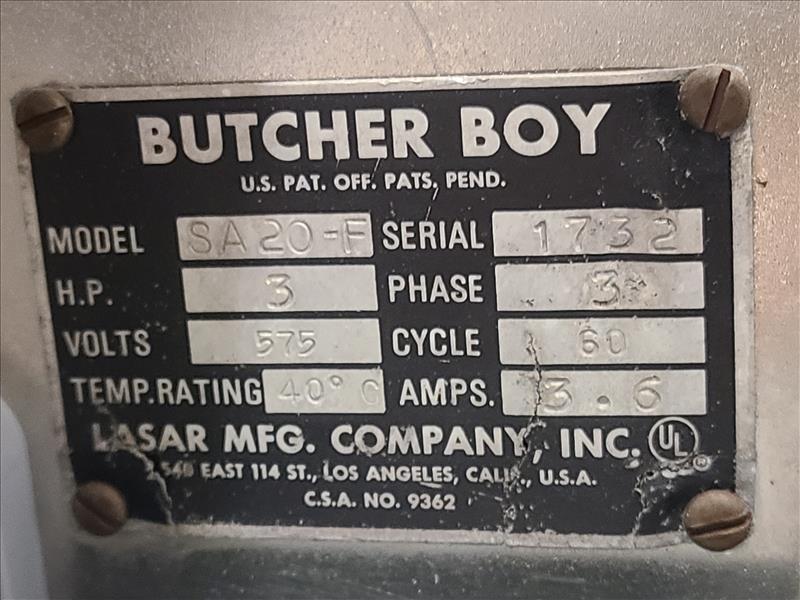 BUTCHER BOY
U.S. PAT. OFF. PATS. PEND.
MODEL SA20-F SERIAL 1732
H.P. 3 PHASE 3
VOLTS 575 CYCLE 60
TEMP.RATING 40°C AMPS. 3.6
LASAR MFG. COMPANY, INC. UL ®
EAST 114 ST., LOS ANGELES, CALIF., U.S.A.
C.S.A. NO. 9362